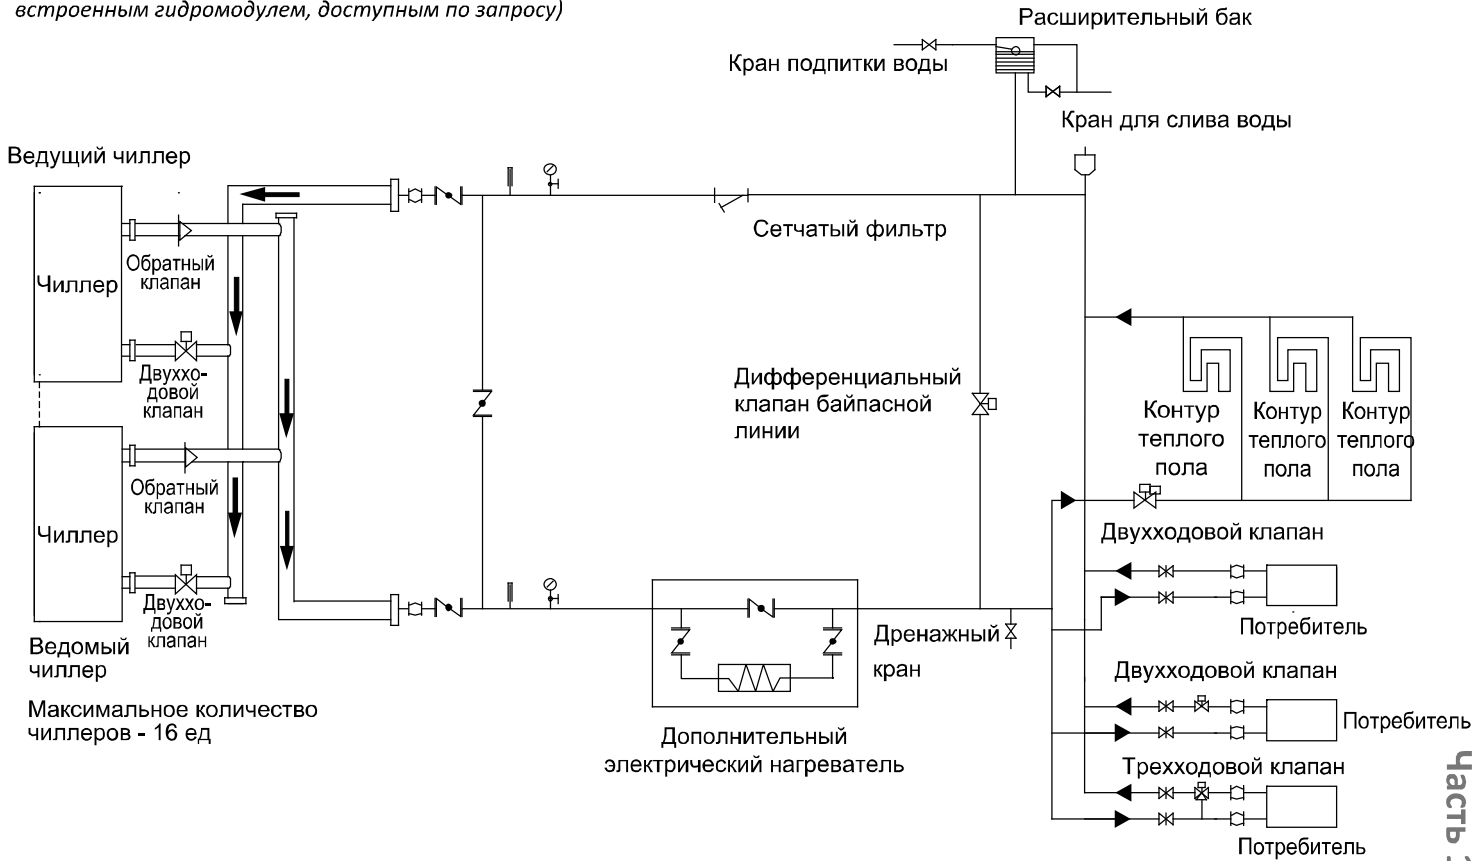 встроенным гидромодулем, доступным по запросу)
Расширительный бак
Кран подпитки воды
Кран для слива воды
Ведущий чиллер
Сетчатый фильтр
Обратный
клапан
Чиллер
Двуххо-
довой
клапан
Дифференциальный
клапан байпасной
линии
Контур
теплого
пола
Контур
теплого
пола
Контур
теплого
пола
Обратный
клапан
Чиллер
Двухходовой клапан
Двуххо-
довой
клапан
Ведомый
чиллер
Дренажный
кран
Потребитель
Двухходовой клапан
Максимальное количество
чиллеров - 16 ед
Потребитель
Дополнительный
электрический нагреватель
Трехходовой клапан
Потребитель
Часть